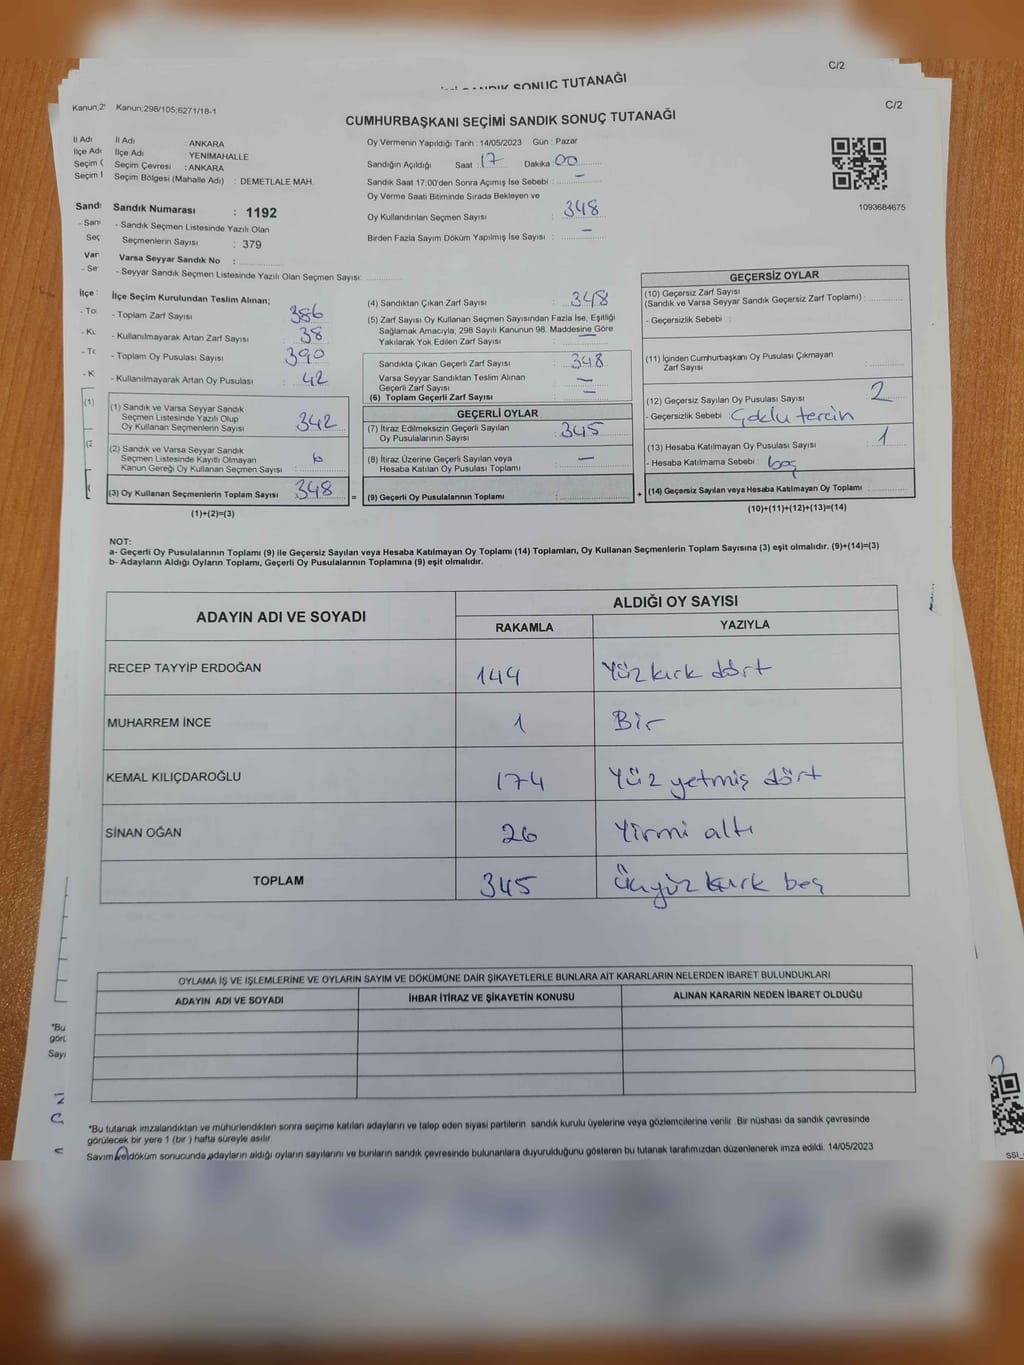 C/2
SANDIK SONUÇ TUTANAĞI
Kanun;298/105;6271/18-1
C/2
CUMHURBAŞKANI SEÇİMİ SANDIK SONUÇ TUTANAĞI
İl Adı : ANKARA
İlçe Adı : YENİMAHALLE
Seçim Çevresi : ANKARA
Seçim Bölgesi (Mahalle Adı) : DEMETLALE MAH.
Oy Vermenin Yapıldığı Tarih : 14/05/2023 Gün : Pazar
Sandığın Açıldığı Saat : 17 Dakika : 00
Sandık Saat 17:00'den Sonra Açımış İse Sebebi : -
Oy Verme Saati Bitiminde Sırada Bekleyen ve
Oy Kullandırılan Seçmen Sayısı : 348
Birden Fazla Sayım Döküm Yapılmış İse Sayısı : -
1093684675
Sandık Numarası : 1192
- Sandık Seçmen Listesinde Yazılı Olan
Seçmenlerin Sayısı : 379
Varsa Seyyar Sandık No :
- Seyyar Sandık Seçmen Listesinde Yazılı Olan Seçmen Sayısı:
İlçe Seçim Kurulundan Teslim Alınan;
- Toplam Zarf Sayısı : 386
- Kullanılmayarak Artan Zarf Sayısı : 38
- Toplam Oy Pusulası Sayısı : 390
- Kullanılmayarak Artan Oy Pusulası : 42
(1) Sandık ve Varsa Seyyar Sandık
Seçmen Listesinde Yazılı Olup
Oy Kullanan Seçmenlerin Sayısı : 342
(2) Sandık ve Varsa Seyyar Sandık
Seçmen Listesinde Kayıtlı Olmayan
Kanun Gereği Oy Kullanan Seçmen Sayısı : 6
(3) Oy Kullanan Seçmenlerin Toplam Sayısı : 348
(1)+(2)=(3)
(4) Sandıktan Çıkan Zarf Sayısı : 348
(5) Zarf Sayısı Oy Kullanan Seçmen Sayısından Fazla İse, Eşitliği
Sağlamak Amacıyla; 298 Sayılı Kanunun 98. Maddesine Göre
Yakılarak Yok Edilen Zarf Sayısı : -
Sandıkta Çıkan Geçerli Zarf Sayısı : 348
Varsa Seyyar Sandıktan Teslim Alınan
Geçerli Zarf Sayısı : -
(6) Toplam Geçerli Zarf Sayısı : -
GEÇERLİ OYLAR
(7) İtiraz Edilmeksizin Geçerli Sayılan
Oy Pusulalarının Sayısı : 345
(8) İtiraz Üzerine Geçerli Sayılan veya
Hesaba Katılan Oy Pusulası Toplamı : -
= (9) Geçerli Oy Pusulalarının Toplamı :
GEÇERSİZ OYLAR
(10) Geçersiz Zarf Sayısı
(Sandık ve Varsa Seyyar Sandık Geçersiz Zarf Toplamı) :
- Geçersizlik Sebebi :
(11) İçinden Cumhurbaşkanı Oy Pusulası Çıkmayan
Zarf Sayısı :
(12) Geçersiz Sayılan Oy Pusulası Sayısı : 2
- Geçersizlik Sebebi : Çoklu tercih
(13) Hesaba Katılmayan Oy Pusulası Sayısı : 1
- Hesaba Katılmama Sebebi : boş
+ (14) Geçersiz Sayılan veya Hesaba Katılmayan Oy Toplamı :
(10)+(11)+(12)+(13)=(14)
NOT:
a- Geçerli Oy Pusulalarının Toplamı (9) ile Geçersiz Sayılan veya Hesaba Katılmayan Oy Toplamı (14) Toplamları, Oy Kullanan Seçmenlerin Toplam Sayısına (3) eşit olmalıdır. (9)+(14)=(3)
b- Adayların Aldığı Oyların Toplamı, Geçerli Oy Pusulalarının Toplamına (9) eşit olmalıdır.
ADAYIN ADI VE SOYADI
ALDIĞI OY SAYISI
RAKAMLA YAZIYLA
RECEP TAYYİP ERDOĞAN 144 Yüz kırk dört
MUHARREM İNCE 1 Bir
KEMAL KILIÇDAROĞLU 174 Yüz yetmiş dört
SİNAN OĞAN 26 Yirmi altı
TOPLAM 345 Üçyüz kırk beş
OYLAMA İŞ VE İŞLEMLERİNE VE OYLARIN SAYIM VE DÖKÜMÜNE DAİR ŞİKAYETLERLE BUNLARA AİT KARARLARIN NELERDEN İBARET BULUNDUKLARI
ADAYIN ADI VE SOYADI İHBAR İTİRAZ VE ŞİKAYETİN KONUSU ALINAN KARARIN NEDEN İBARET OLDUĞU
*Bu tutanak imzalandıktan ve mühürlendikten sonra seçime katılan adayların ve talep eden siyasi partilerin sandık kurulu üyelerine veya gözlemcilerine verilir. Bir nüshası da sandık çevresinde
görülecek bir yere 1 (bir ) hafta süreyle asılır.
Sayım ve döküm sonucunda adayların aldığı oyların sayılarını ve bunların sandık çevresinde bulunanlara duyurulduğunu gösteren bu tutanak tarafımızdan düzenlenerek imza edildi. 14/05/2023